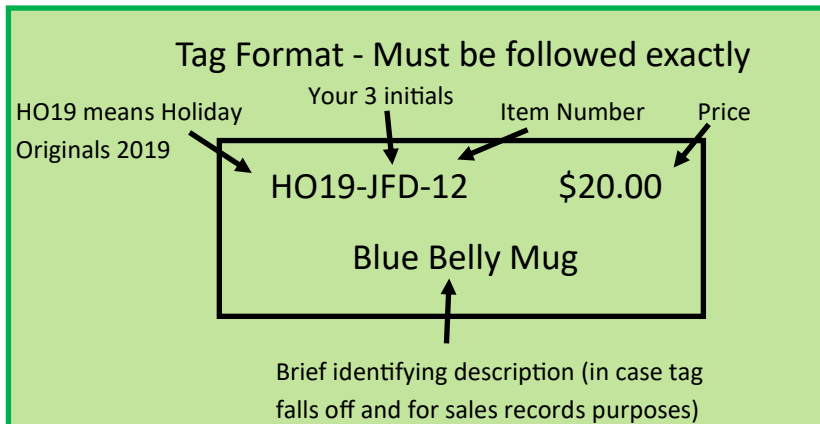 Tag Format - Must be followed exactly
HO19 means Holiday
Originals 2019
Your 3 initials
Item Number
Price
HO19-JFD-12 $20.00
Blue Belly Mug
Brief identifying description (in case tag
falls off and for sales records purposes)